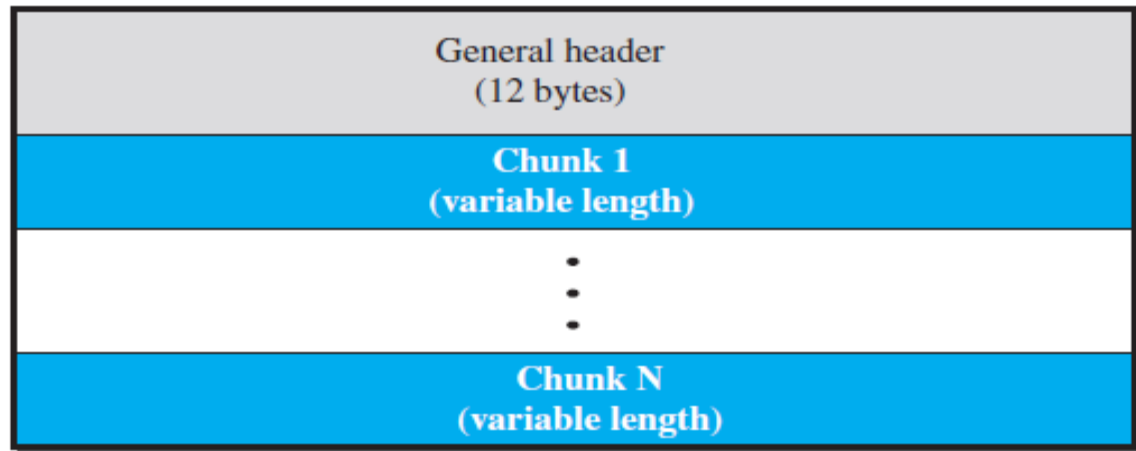 General header
(12 bytes)
Chunk 1
(variable length)
Chunk N
(variable length)